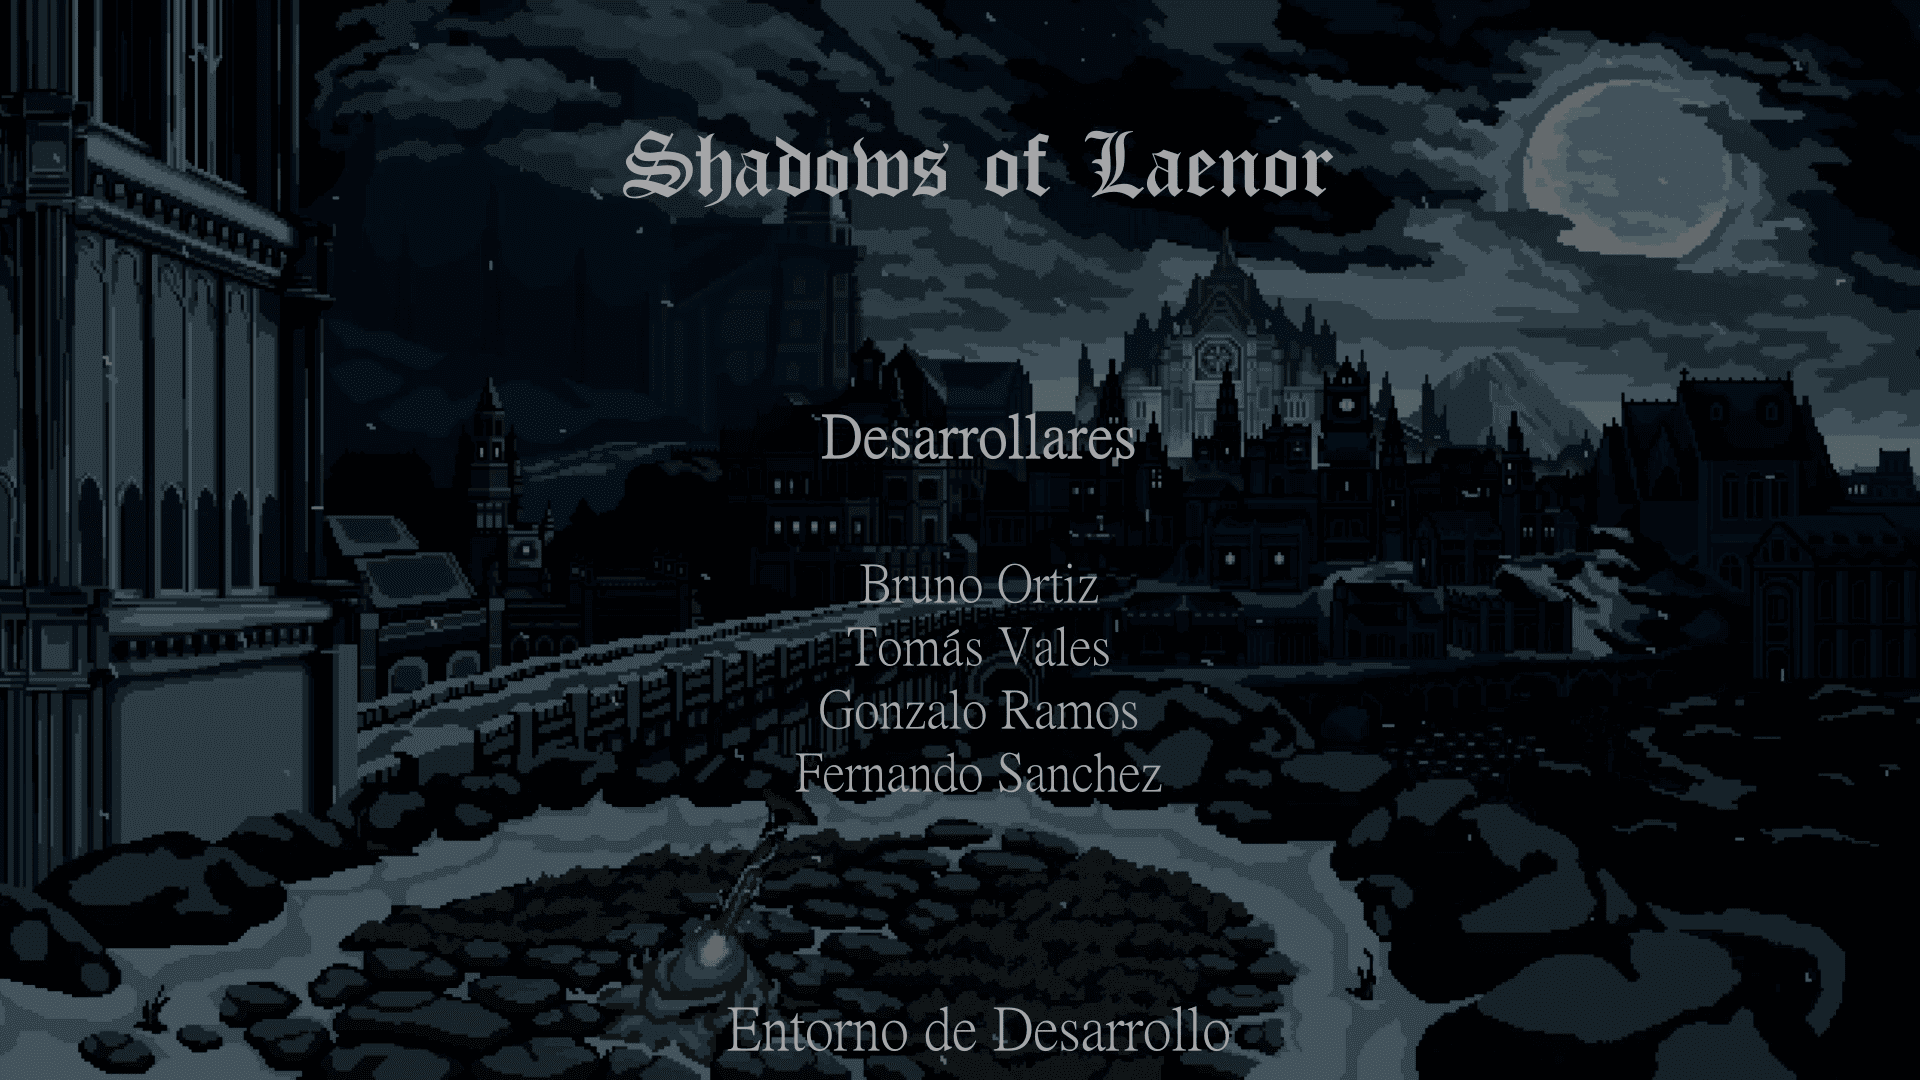 Shadows of Laenor
Desarrollares
Bruno Ortiz
Tomás Vales
Gonzalo Ramos
Fernando Sanchez
Entorno de Desarrollo